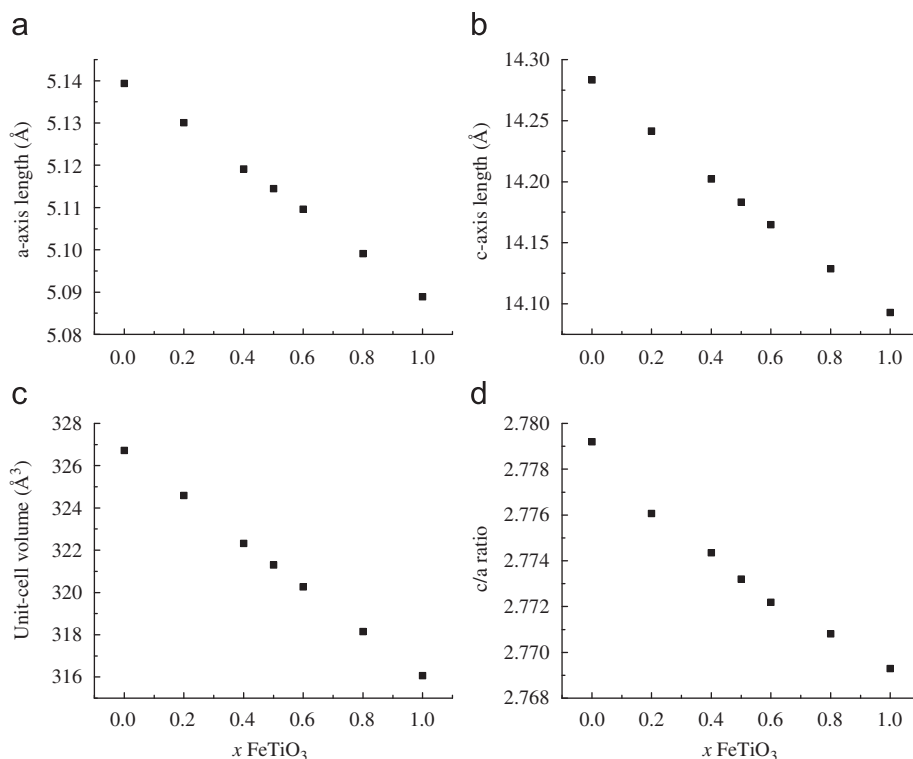 a
a-axis length (Å)
5.14
5.13
5.12
5.11
5.10
5.09
5.08
0.0 0.2 0.4 0.6 0.8 1.0
b
c-axis length (Å)
14.30
14.25
14.20
14.15
14.10
0.0 0.2 0.4 0.6 0.8 1.0
c
Unit-cell volume (Å³)
328
326
324
322
320
318
316
0.0 0.2 0.4 0.6 0.8 1.0
x FeTiO₃
d
c/a ratio
2.780
2.778
2.776
2.774
2.772
2.770
2.768
0.0 0.2 0.4 0.6 0.8 1.0
x FeTiO₃